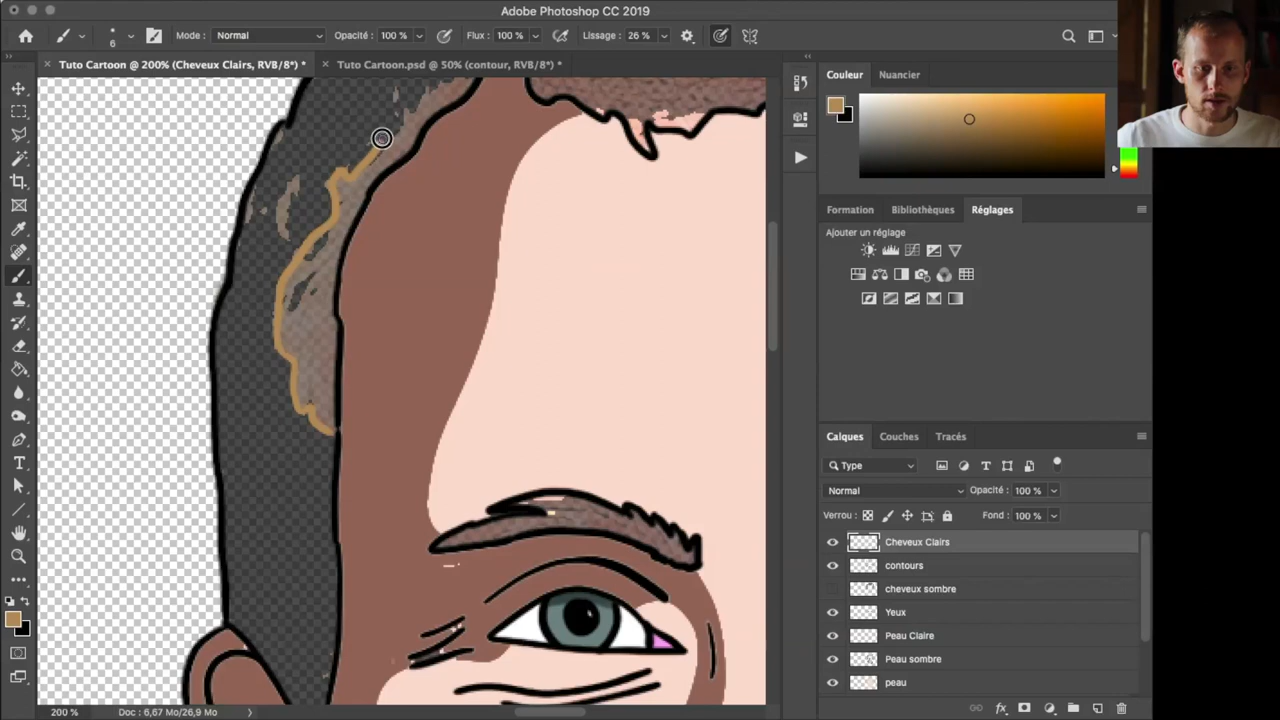 Adobe Photoshop CC 2019
6
Mode : Normal
Opacité : 100 %
Flux : 100 %
Lissage : 26 %
Tuto Cartoon @ 200% (Cheveux Clairs, RVB/8*) *
Tuto Cartoon.psd @ 50% (contour, RVB/8*) *
Couleur
Nuancier
Formation
Bibliothèques
Réglages
Ajouter un réglage
Calques
Couches
Tracés
Type
Normal
Opacité : 100 %
Verrou :
Fond : 100 %
Cheveux Clairs
contours
cheveux sombre
Yeux
Peau Claire
Peau sombre
peau
200 %
Doc : 6,67 Mo/26,9 Mo